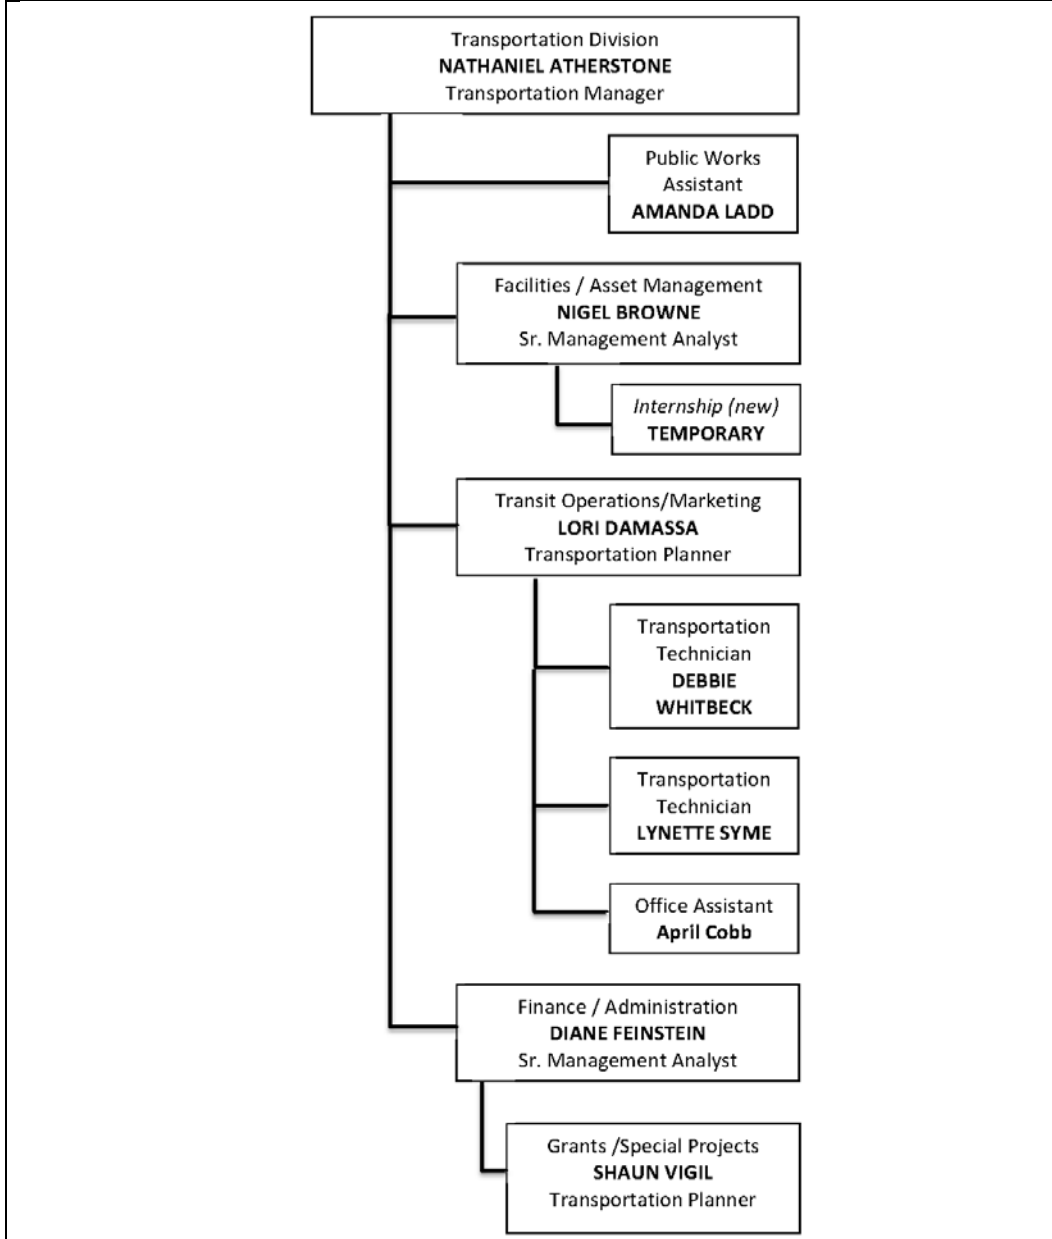 Transportation Division
NATHANIEL ATHERSTONE
Transportation Manager
Public Works
Assistant
AMANDA LADD
Facilities / Asset Management
NIGEL BROWNE
Sr. Management Analyst
Internship (new)
TEMPORARY
Transit Operations/Marketing
LORI DAMASSA
Transportation Planner
Transportation
Technician
DEBBIE
WHITBECK
Transportation
Technician
LYNETTE SYME
Office Assistant
April Cobb
Finance / Administration
DIANE FEINSTEIN
Sr. Management Analyst
Grants /Special Projects
SHAUN VIGIL
Transportation Planner